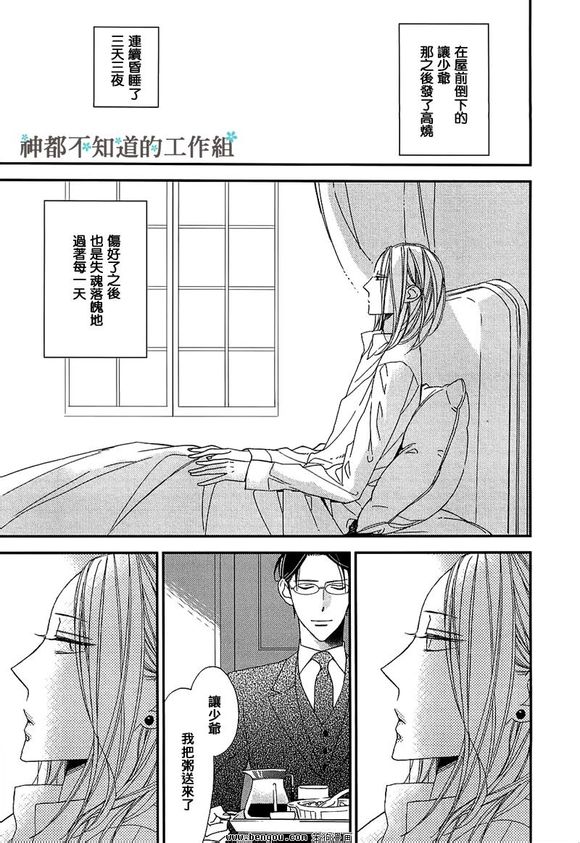 在屋前倒下的
讓少爺
那之後發了高燒
連續昏睡了
三天三夜
神都不知道的工作組
傷好了之後
也是失魂落魄地
過著每一天
讓少爺
我把粥送來了
www.bengou.com